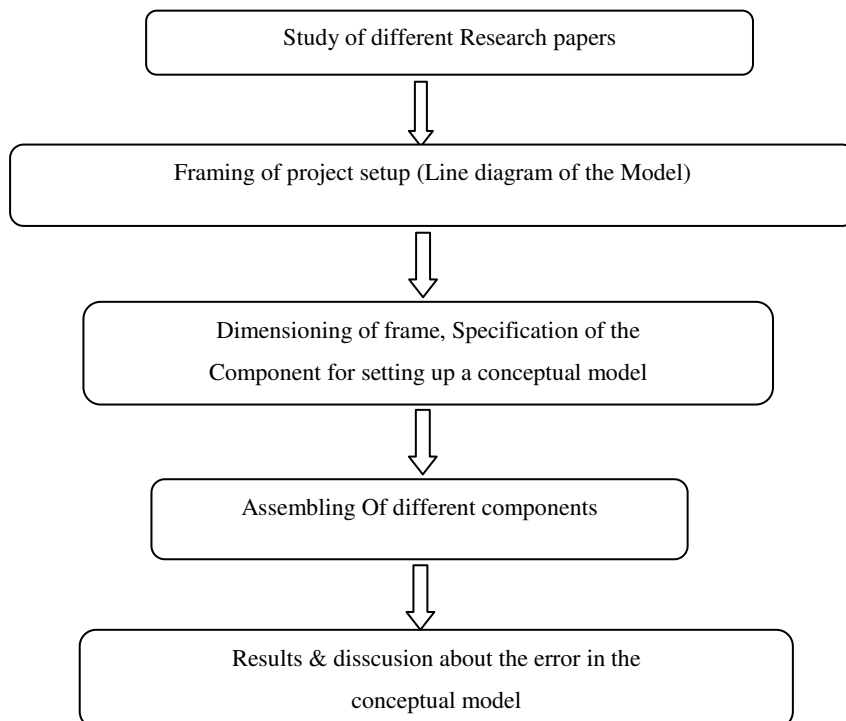 Study of different Research papers
Framing of project setup (Line diagram of the Model)
Dimensioning of frame, Specification of the
Component for setting up a conceptual model
Assembling Of different components
Results & disscusion about the error in the
conceptual model